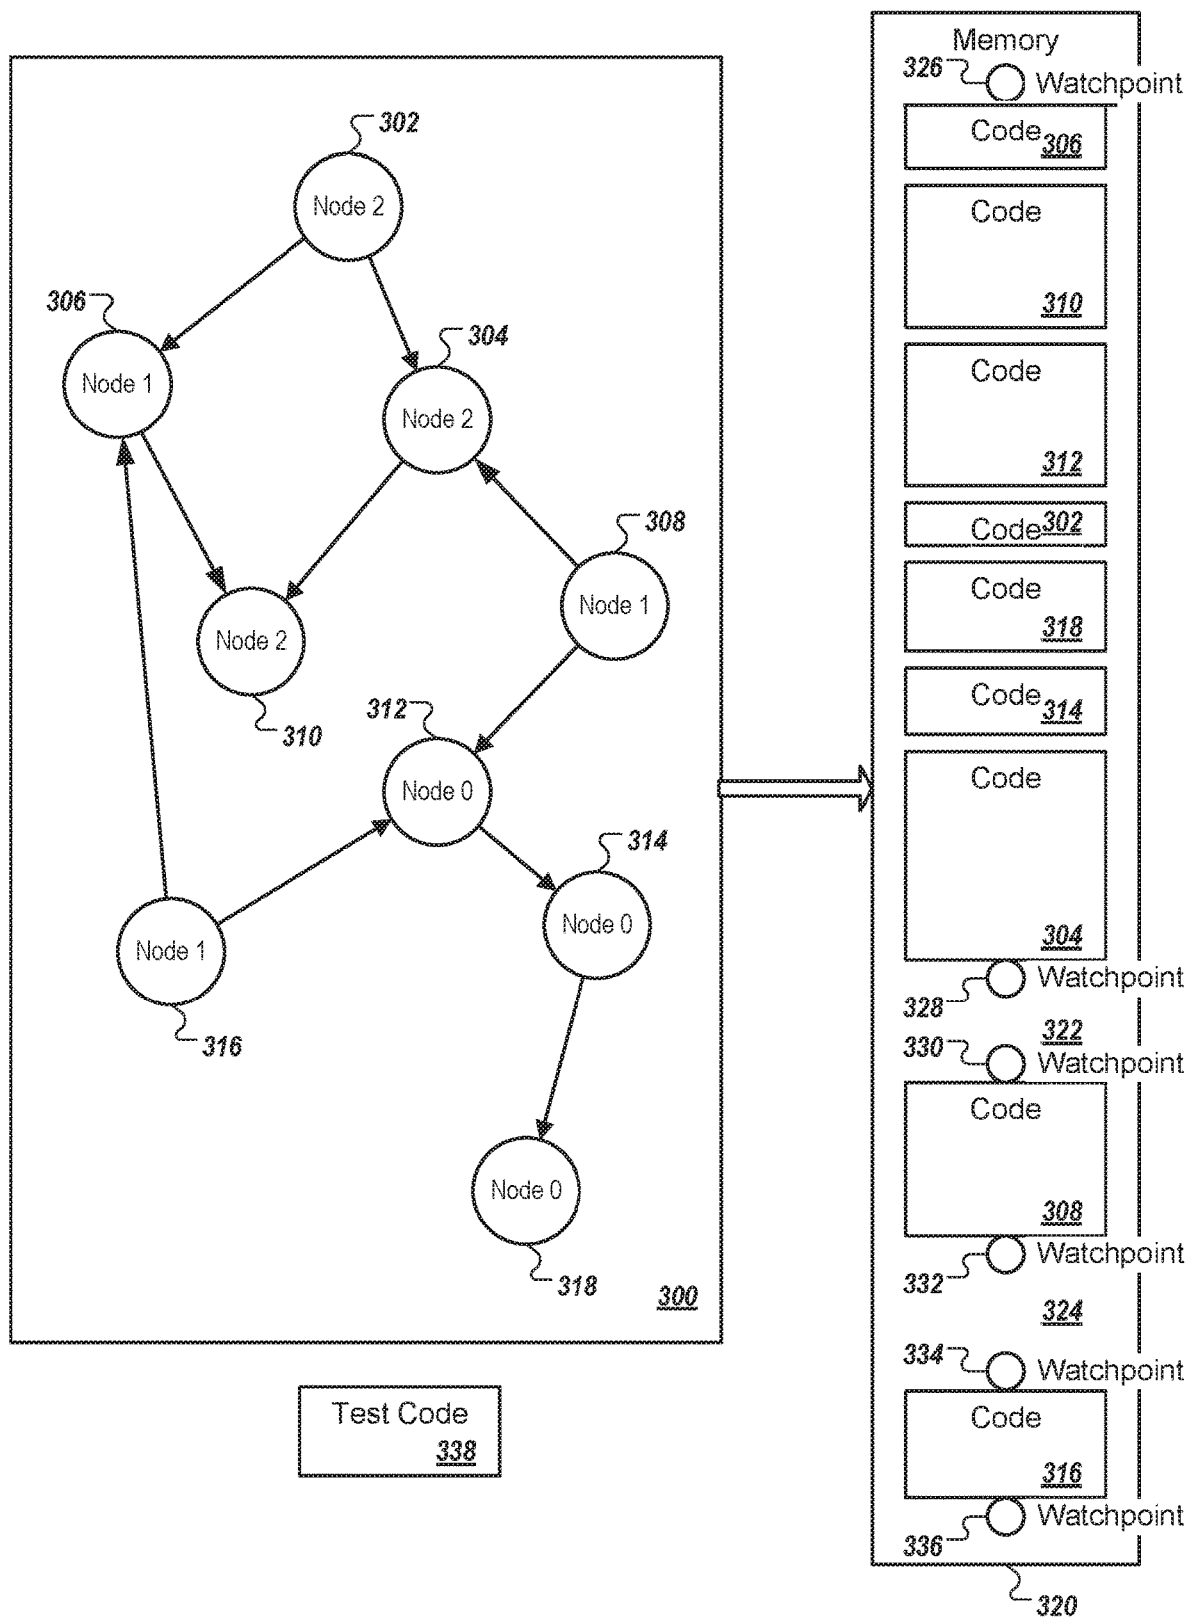 302
Node 2
306
304
Node 1
Node 2
308
Node 1
Node 2
310
312
Node 0
314
Node 0
Node 1
316
Node 0
318
300
Test Code
338
Memory
326
Watchpoint
Code 306
Code
310
Code
312
Code 302
Code
318
Code 314
Code
304
Watchpoint
328
322
330
Watchpoint
Code
308
Watchpoint
332
324
334
Watchpoint
Code
316
Watchpoint
336
320